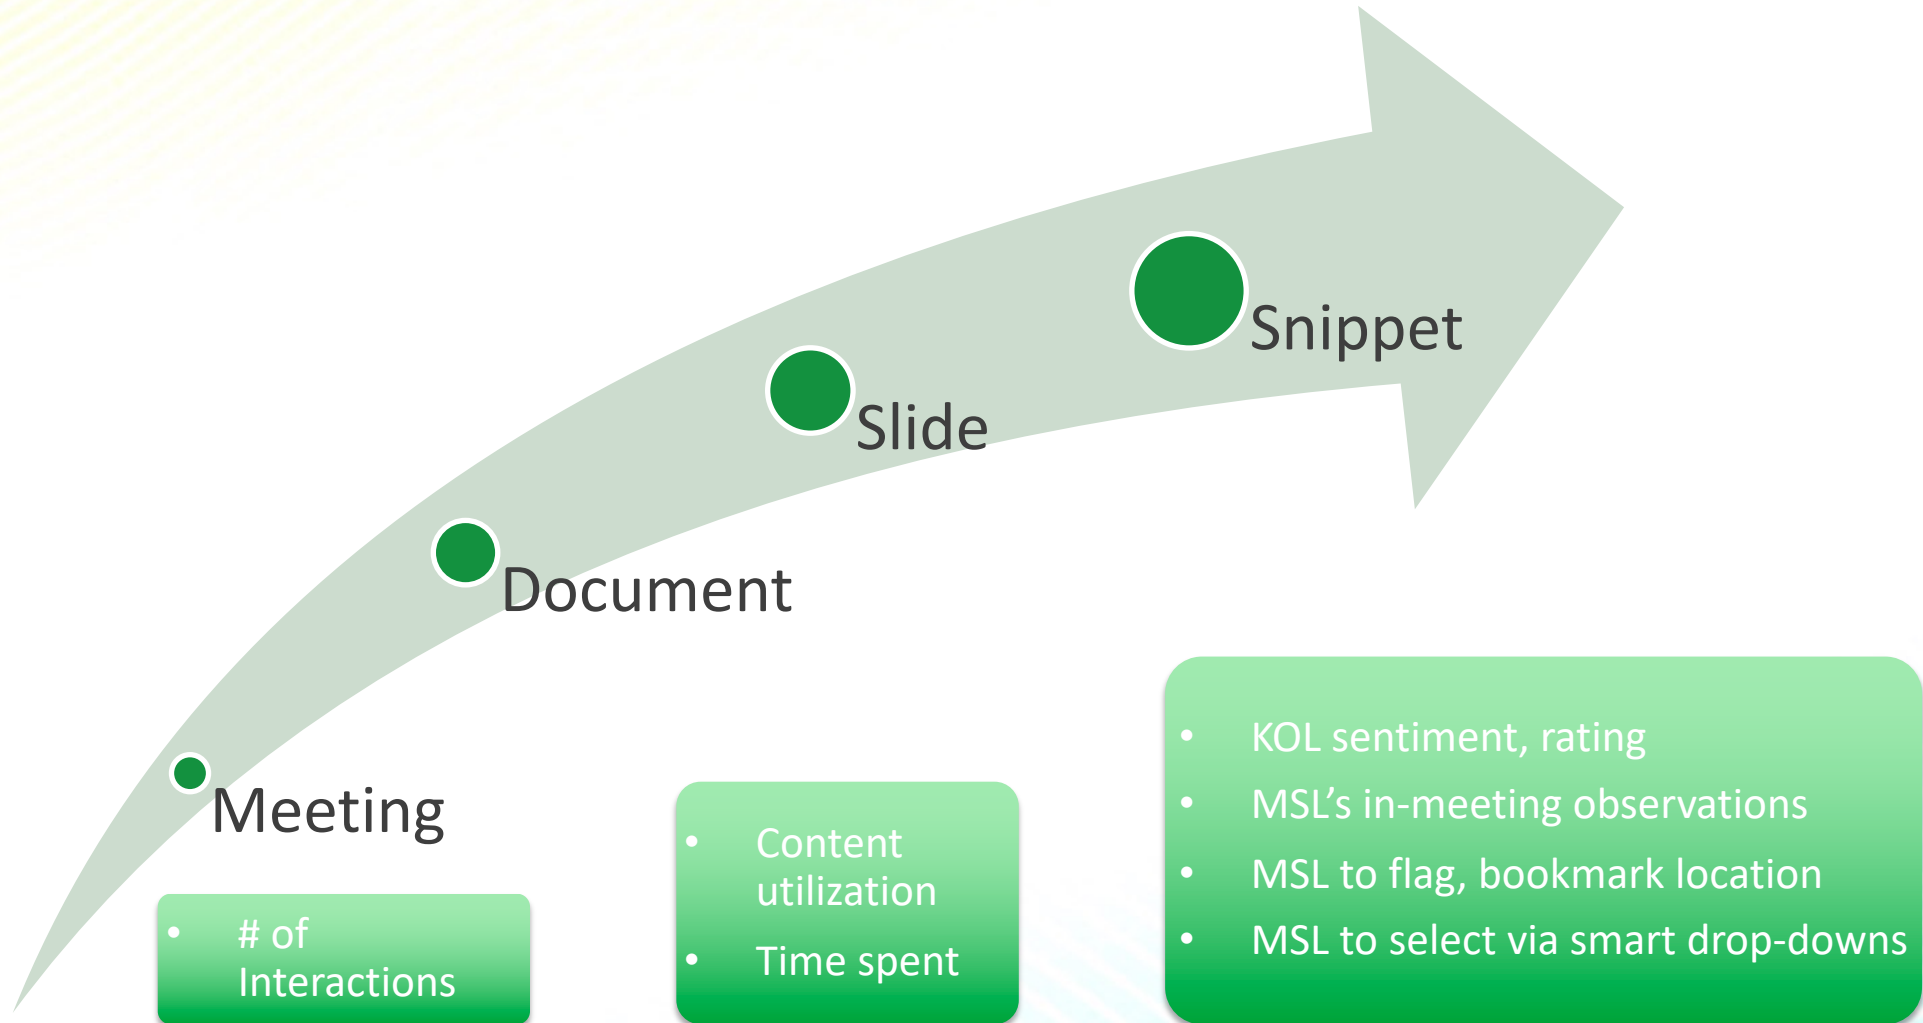 Snippet
Slide
Document
Meeting
• # of
Interactions
• Content
utilization
• Time spent
• KOL sentiment, rating
• MSL’s in-meeting observations
• MSL to flag, bookmark location
• MSL to select via smart drop-downs